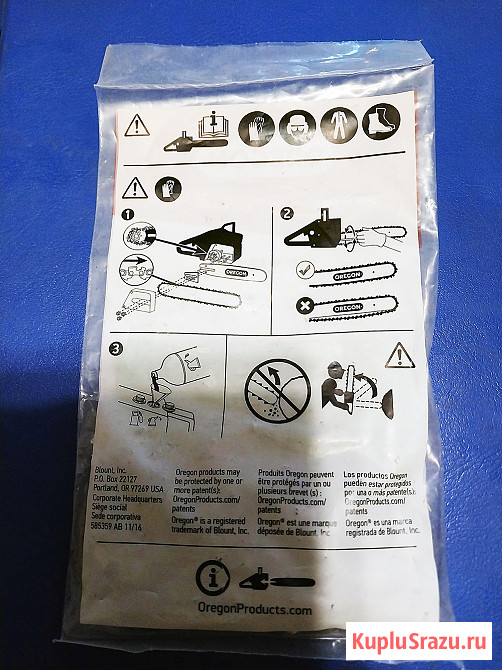 1
2
OREGON
OREGON
OREGON
3
Blount, Inc.
P.O. Box 22127
Portland, OR 97269 USA
Corporate Headquarters
Siège social
Sede corporativa
585359 AB 11/16
Oregon products may
be protected by one or
more patent(s):
OregonProducts.com/
patents
Oregon® is a registered
trademark of Blount, Inc.
Produits Oregon peuvent
être protégés par un ou
plusieurs brevet(s) :
OregonProducts.com/
patents
Oregon® est une marque
déposée de Blount, Inc.
Los productos Oregon
pueden estar protegidos
por una o más patente(s):
OregonProducts.com/
patents
Oregon® es una marca
registrada de Blount, Inc.
OregonProducts.com
KupluSrazu.ru